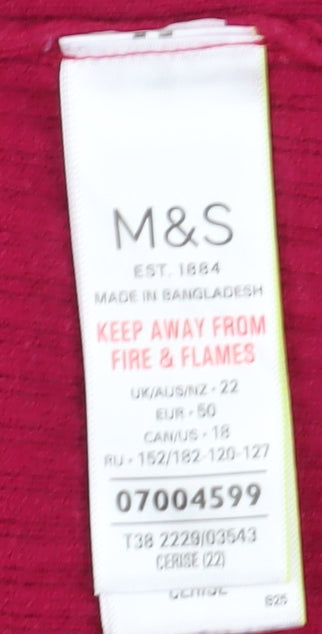 M&S
EST. 1884
MADE IN BANGLADESH
KEEP AWAY FROM
FIRE & FLAMES
UK/AUS/NZ - 22
EUR - 50
CAN/US - 18
RU - 152/182-120-127
07004599
T38 2229/03543
CERISE (22)